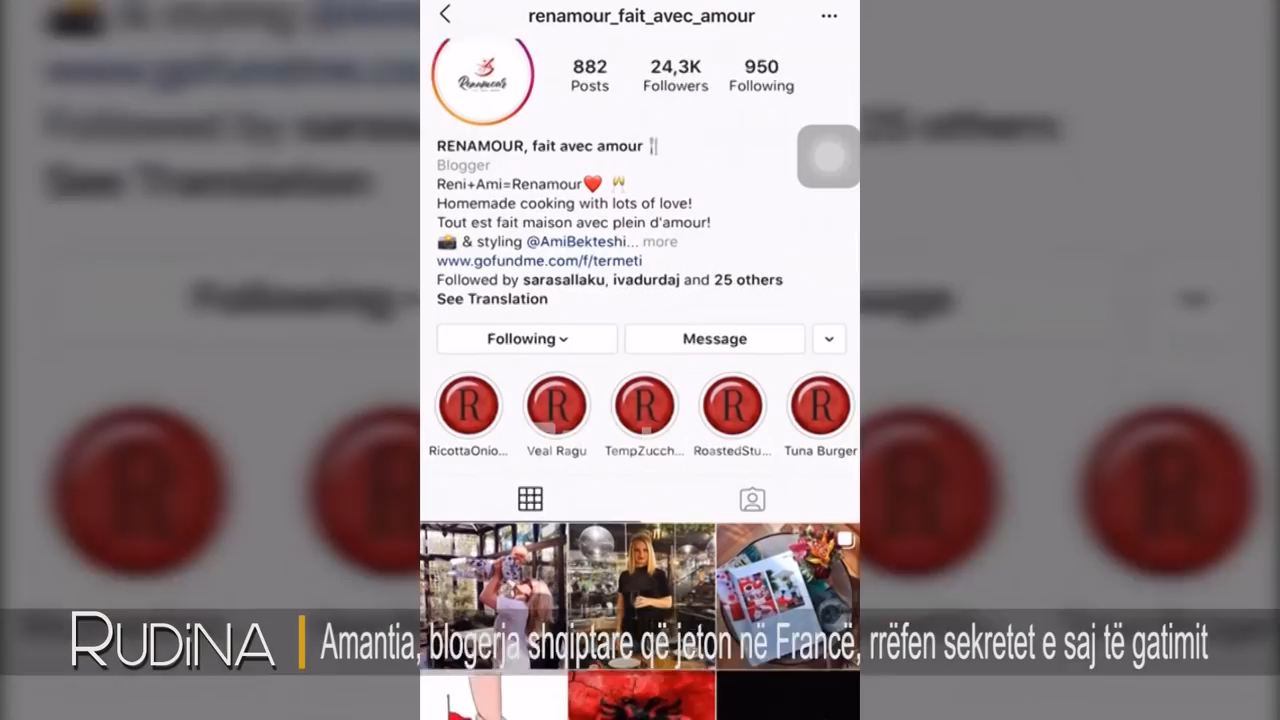 renamour_fait_avec_amour
...
Renamour
882
Posts
24,3K
Followers
950
Following
RENAMOUR, fait avec amour
Blogger
Reni+Ami=Renamour
Homemade cooking with lots of love!
Tout est fait maison avec plein d'amour!
& styling @AmiBekteshi... more
www.gofundme.com/f/termeti
Followed by sarasallaku, ivadurdaj and 25 others
See Translation
Following
Message
R R R R R
RicottaOnio... Veal Ragu TempZucch... RoastedStu... Tuna Burger
RUDiNA
Amantia, blogerja shqiptare që jeton në Francë, rrëfen sekretet e saj të gatimit